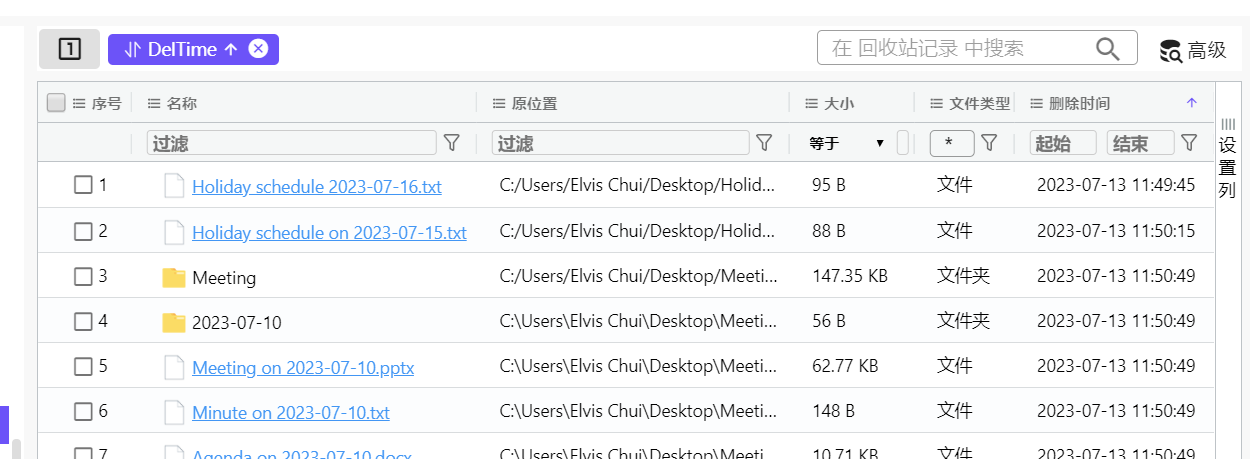 1 DelTime 在 回收站记录 中搜索 高级
序号 名称 原位置 大小 文件类型 删除时间
过滤 过滤 等于 * 起始 结束
设置列
1 Holiday schedule 2023-07-16.txt C:/Users/Elvis Chui/Desktop/Holid... 95 B 文件 2023-07-13 11:49:45
2 Holiday schedule on 2023-07-15.txt C:/Users/Elvis Chui/Desktop/Holid... 88 B 文件 2023-07-13 11:50:15
3 Meeting C:/Users/Elvis Chui/Desktop/Meeti... 147.35 KB 文件夹 2023-07-13 11:50:49
4 2023-07-10 C:\Users\Elvis Chui\Desktop\Meeti... 56 B 文件夹 2023-07-13 11:50:49
5 Meeting on 2023-07-10.pptx C:\Users\Elvis Chui\Desktop\Meeti... 62.77 KB 文件 2023-07-13 11:50:49
6 Minute on 2023-07-10.txt C:\Users\Elvis Chui\Desktop\Meeti... 148 B 文件 2023-07-13 11:50:49
7 Agenda on 2023-07-10.docx C:\Users\Elvis Chui\Desktop\Meeti... 10.71 KB 文件 2023-07-13 11:50:49